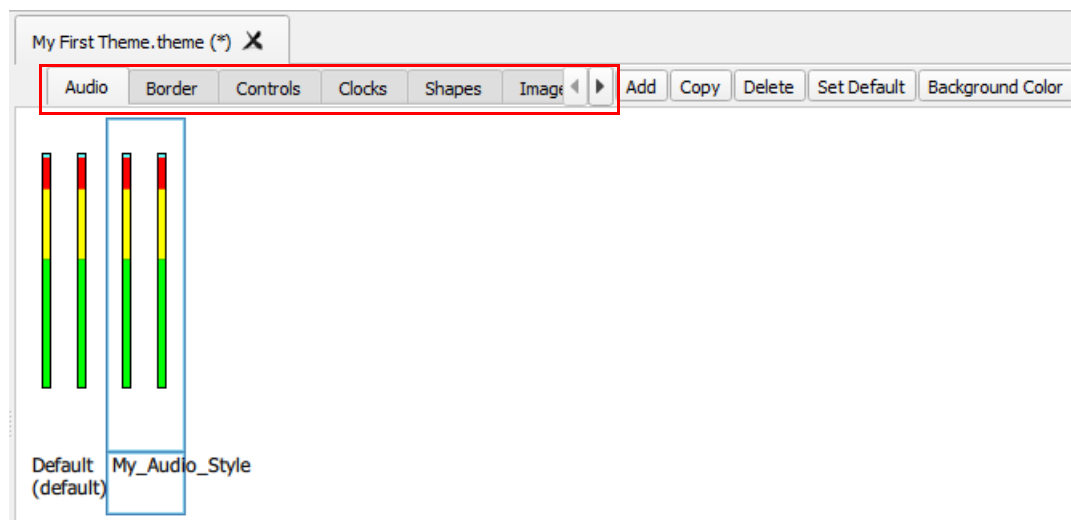 My First Theme.theme (*)
Audio Border Controls Clocks Shapes Image Add Copy Delete Set Default Background Color
Default My_Audio_Style
(default)